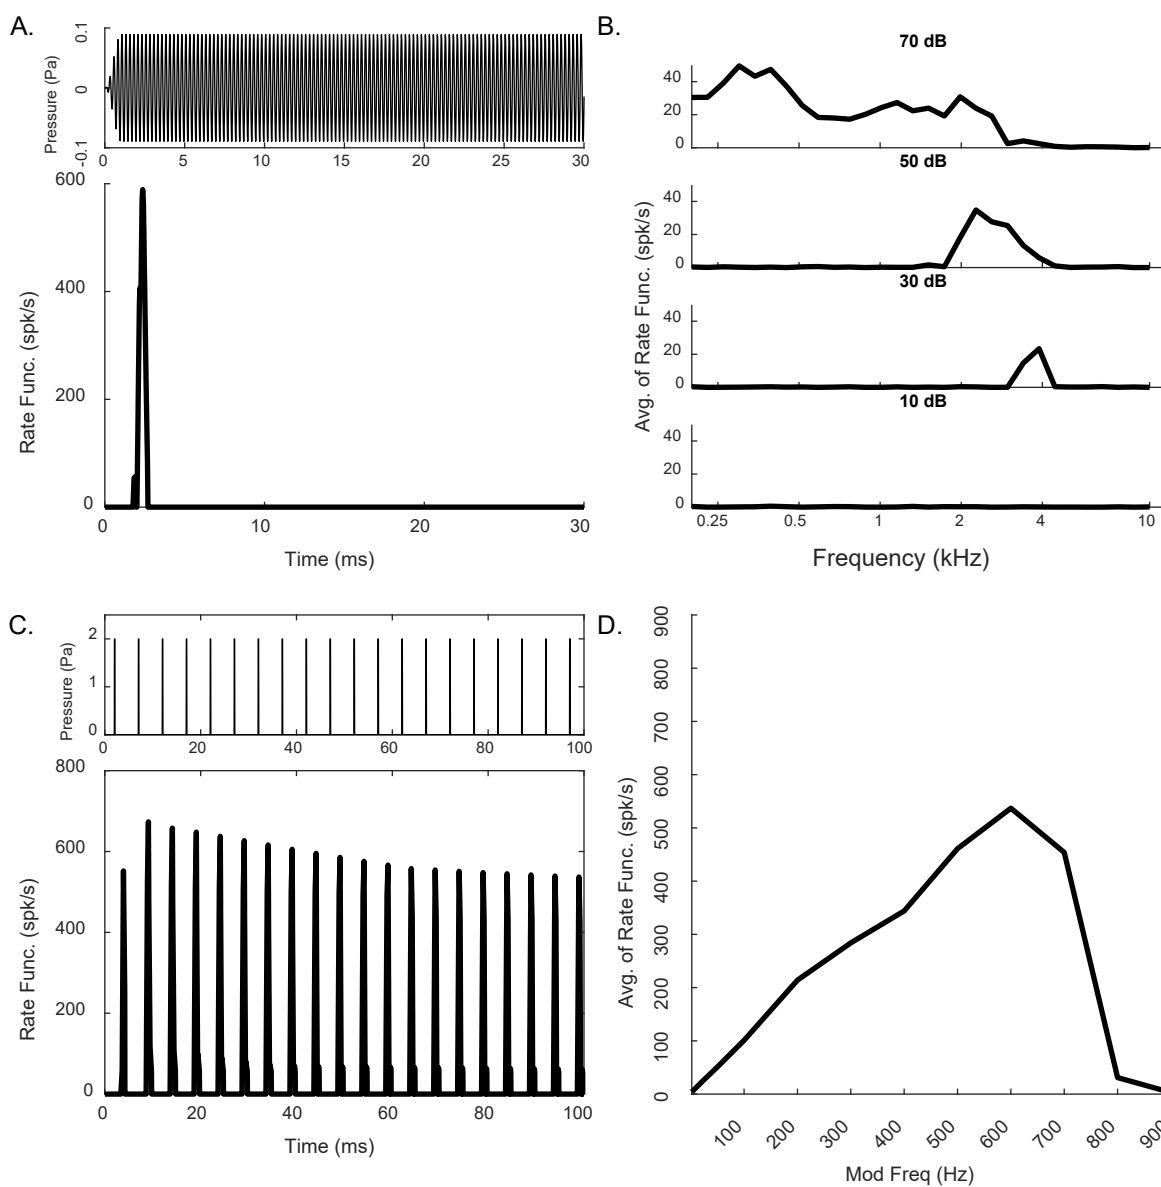 A.
Pressure (Pa)
0.1
0
-0.1
0 5 10 15 20 25 30
Rate Func. (spk/s)
600
400
200
0
0 10 20 30
Time (ms)
B.
Avg. of Rate Func. (spk/s)
70 dB
40
20
0
50 dB
40
20
0
30 dB
40
20
0
10 dB
40
20
0
0.25 0.5 1 2 4 10
Frequency (kHz)
C.
Pressure (Pa)
2
1
0
0 20 40 60 80 100
Rate Func. (spk/s)
800
600
400
200
0
0 20 40 60 80 100
Time (ms)
D.
Avg. of Rate Func. (spk/s)
900
800
700
600
500
400
300
200
100
0
100 200 300 400 500 600 700 800 900
Mod Freq (Hz)